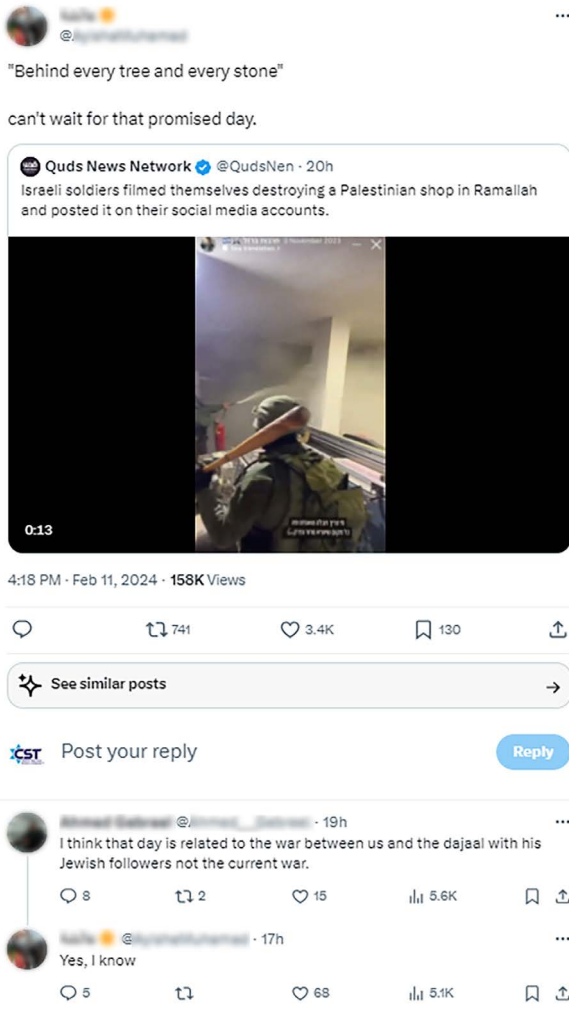 @
"Behind every tree and every stone"
can't wait for that promised day.
Quds News Network @QudsNen · 20h
Israeli soldiers filmed themselves destroying a Palestinian shop in Ramallah
and posted it on their social media accounts.
0:13
4:18 PM · Feb 11, 2024 · 158K Views
741 3.4K 130
See similar posts
CST Post your reply Reply
@ · 19h
I think that day is related to the war between us and the dajaal with his
Jewish followers not the current war.
8 2 15 5.6K
@ · 17h
Yes, I know
5 68 5.1K